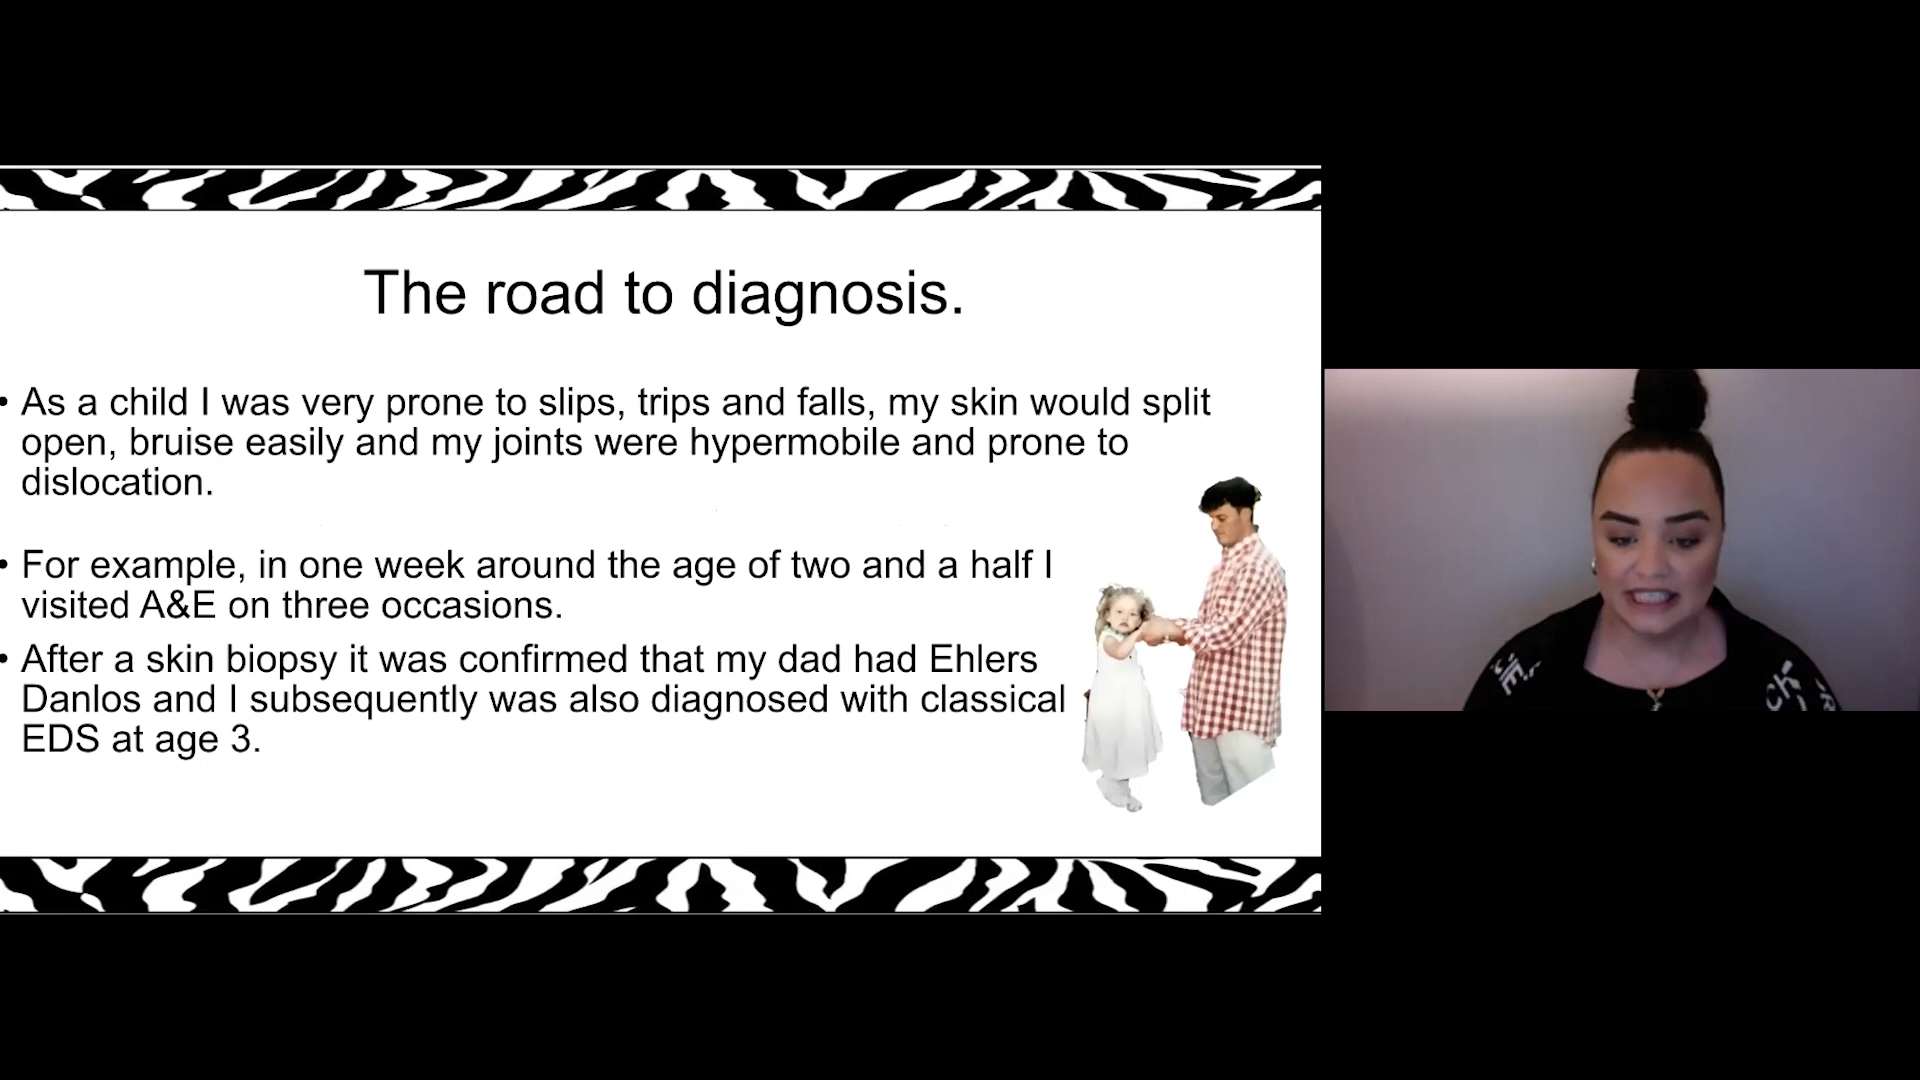 The road to diagnosis.
• As a child I was very prone to slips, trips and falls, my skin would split
open, bruise easily and my joints were hypermobile and prone to
dislocation.
• For example, in one week around the age of two and a half I
visited A&E on three occasions.
• After a skin biopsy it was confirmed that my dad had Ehlers
Danlos and I subsequently was also diagnosed with classical
EDS at age 3.